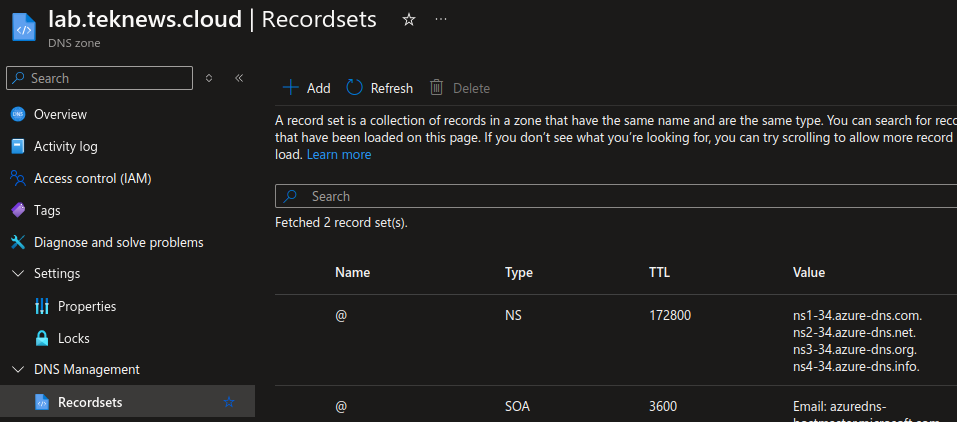 lab.teknews.cloud | Recordsets
DNS zone
Search
Overview
Activity log
Access control (IAM)
Tags
Diagnose and solve problems
Settings
Properties
Locks
DNS Management
Recordsets
Add Refresh Delete
A record set is a collection of records in a zone that have the same name and are the same type. You can search for reco
that have been loaded on this page. If you don't see what you're looking for, you can try scrolling to allow more record
load. Learn more
Search
Fetched 2 record set(s).
Name Type TTL Value
@ NS 172800 ns1-34.azure-dns.com.
ns2-34.azure-dns.net.
ns3-34.azure-dns.org.
ns4-34.azure-dns.info.
@ SOA 3600 Email: azuredns-
hostmaster.microsoft.com